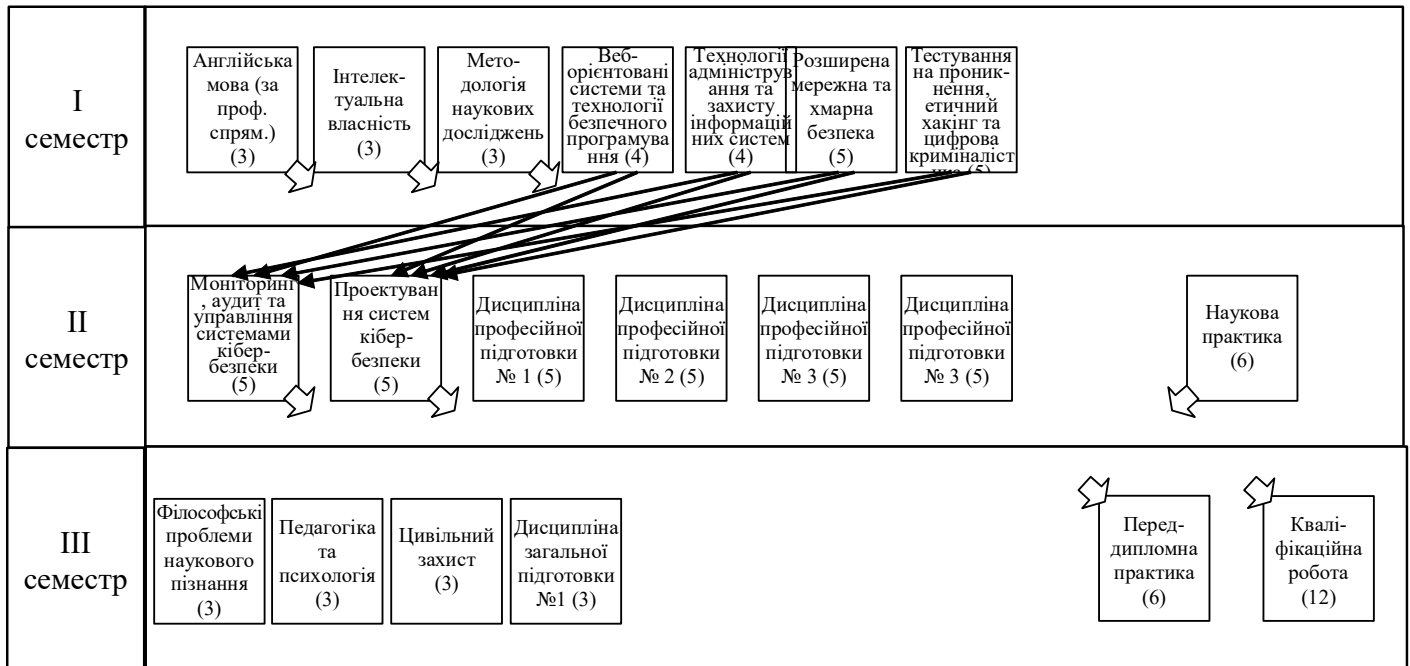 I
семестр
Англійська
мова (за
проф.
спрям.)
(3)
Інтелек-
туальна
власність
(3)
Мето-
дологія
наукових
досліджень
(3)
Веб-
орієнтовані
системи та
технології
безпечного
програмува
ння (4)
Технології
адмініструв
ання та
захисту
інформацій
них систем
(4)
Розширена
мережна та
хмарна
безпека
(5)
Тестування
на проник-
нення,
етичний
хакінг та
цифрова
криміналіст
ика (5)
II
семестр
Моніторинг
, аудит та
управління
системами
кібер-
безпеки
(5)
Проектуван
ня систем
кібер-
безпеки
(5)
Дисципліна
професійної
підготовки
№ 1 (5)
Дисципліна
професійної
підготовки
№ 2 (5)
Дисципліна
професійної
підготовки
№ 3 (5)
Дисципліна
професійної
підготовки
№ 3 (5)
Наукова
практика
(6)
III
семестр
Філософські
проблеми
наукового
пізнання
(3)
Педагогіка
та
психологія
(3)
Цивільний
захист
(3)
Дисципліна
загальної
підготовки
№1 (3)
Перед-
дипломна
практика
(6)
Квалі-
фікаційна
робота
(12)